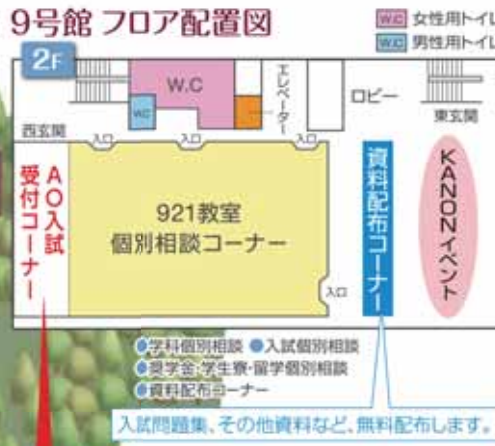 9号館 フロア配置図
W.C 女性用トイレ
W.C 男性用トイレ
2F
W.C
W.C
エレベーター
ロビー
西玄関
東玄関
入口
入口
入口
AO入試
受付コーナー
921教室
個別相談コーナー
入口
資料配布コーナー
KANONイベント
●学科個別相談 ●入試個別相談
●奨学金・学生寮・留学個別相談
●資料配布コーナー
入試問題集、その他資料など、無料配布します。